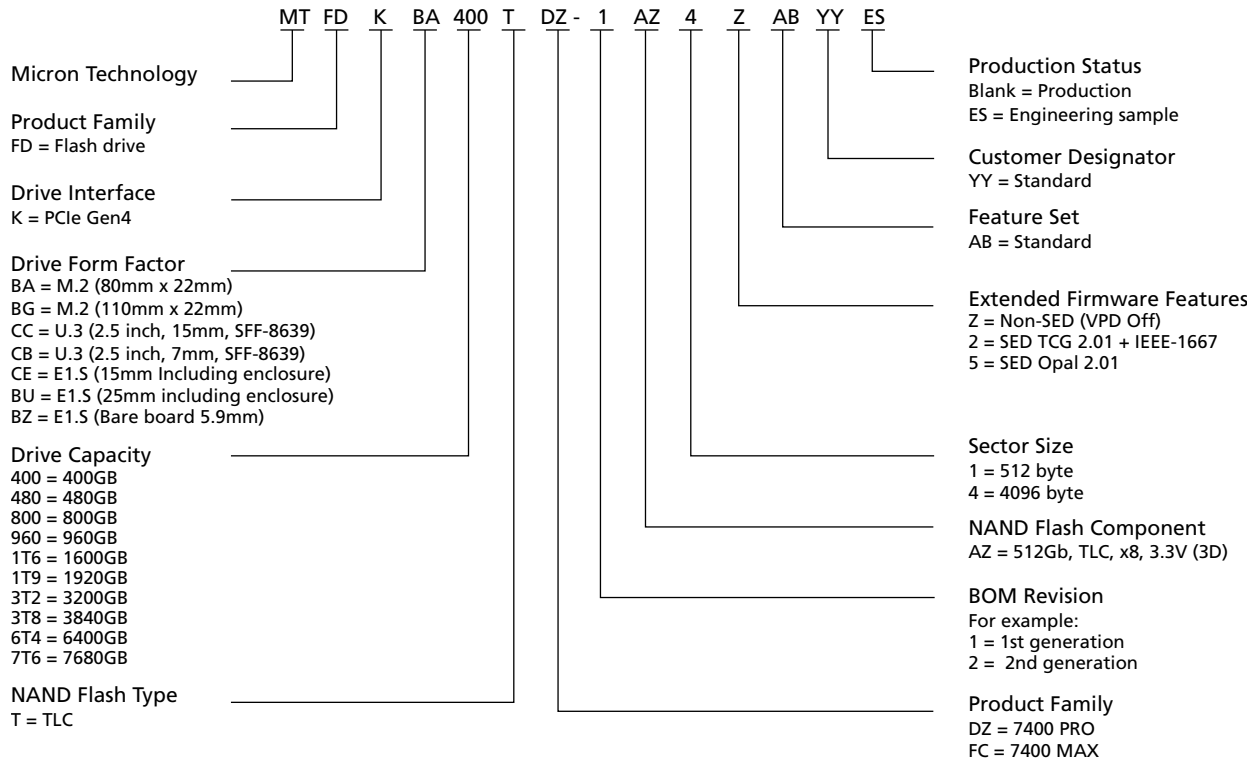 MT FD K BA 400 T DZ - 1 AZ 4 Z AB YY ES
Micron Technology
Product Family
FD = Flash drive
Drive Interface
K = PCIe Gen4
Drive Form Factor
BA = M.2 (80mm x 22mm)
BG = M.2 (110mm x 22mm)
CC = U.3 (2.5 inch, 15mm, SFF-8639)
CB = U.3 (2.5 inch, 7mm, SFF-8639)
CE = E1.S (15mm Including enclosure)
BU = E1.S (25mm including enclosure)
BZ = E1.S (Bare board 5.9mm)
Drive Capacity
400 = 400GB
480 = 480GB
800 = 800GB
960 = 960GB
1T6 = 1600GB
1T9 = 1920GB
3T2 = 3200GB
3T8 = 3840GB
6T4 = 6400GB
7T6 = 7680GB
NAND Flash Type
T = TLC
Production Status
Blank = Production
ES = Engineering sample
Customer Designator
YY = Standard
Feature Set
AB = Standard
Extended Firmware Features
Z = Non-SED (VPD Off)
2 = SED TCG 2.01 + IEEE-1667
5 = SED Opal 2.01
Sector Size
1 = 512 byte
4 = 4096 byte
NAND Flash Component
AZ = 512Gb, TLC, x8, 3.3V (3D)
BOM Revision
For example:
1 = 1st generation
2 = 2nd generation
Product Family
DZ = 7400 PRO
FC = 7400 MAX